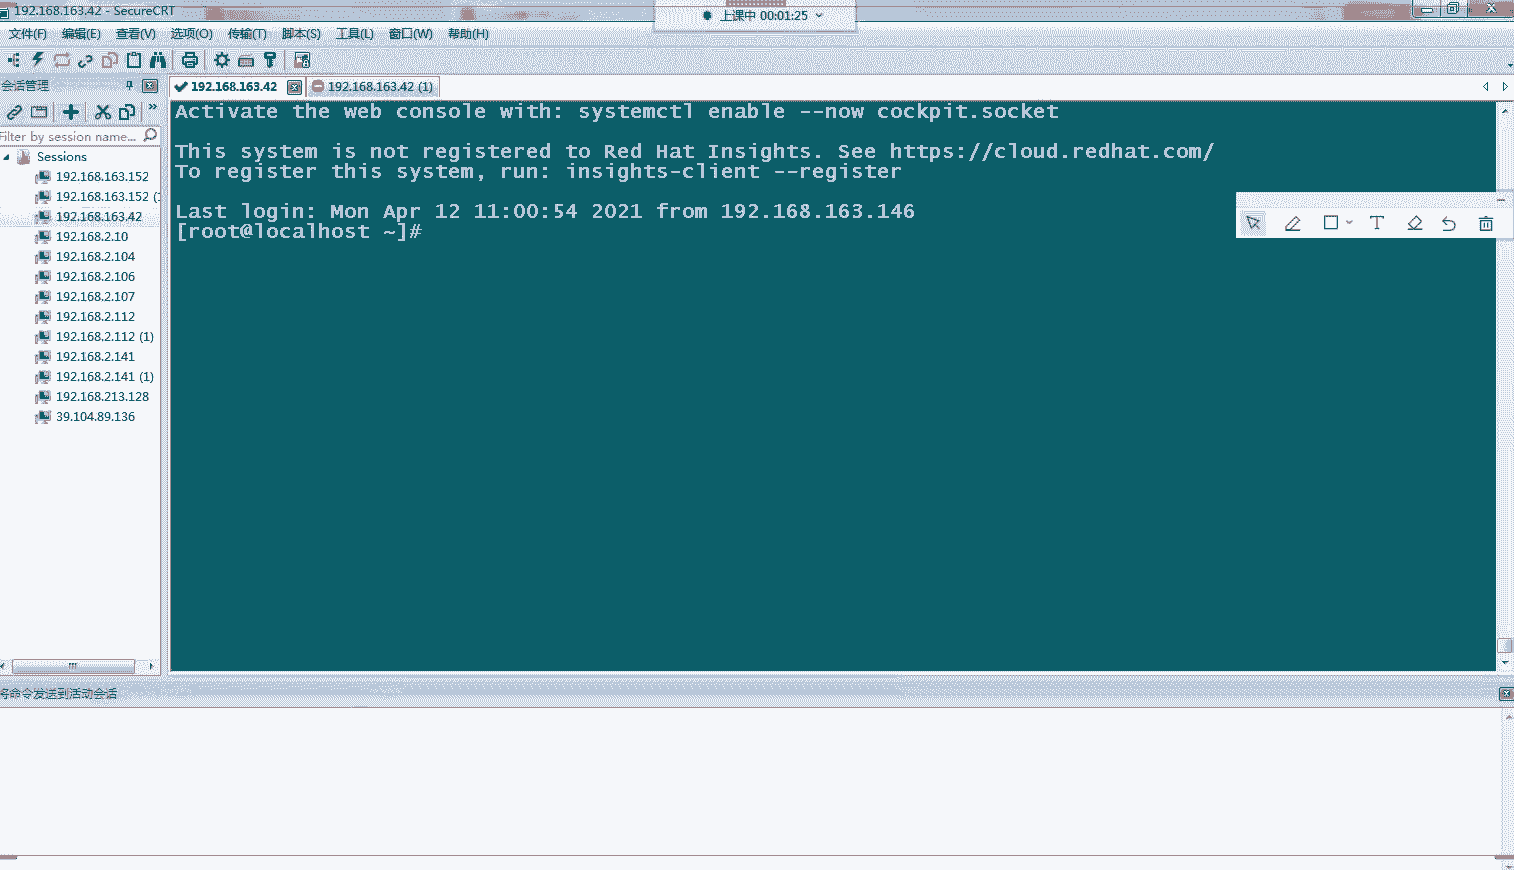 192.168.163.42 - SecureCRT
上课中 00:01:25
文件(F) 编辑(E) 查看(V) 选项(O) 传输(T) 脚本(S) 工具(L) 窗口(W) 帮助(H)
会话管理
192.168.163.42
192.168.163.42 (1)
Filter by session name...
Sessions
192.168.163.152
192.168.163.152 (
192.168.163.42
192.168.2.10
192.168.2.104
192.168.2.106
192.168.2.107
192.168.2.112
192.168.2.112 (1)
192.168.2.141
192.168.2.141 (1)
192.168.213.128
39.104.89.136
Activate the web console with: systemctl enable --now cockpit.socket
This system is not registered to Red Hat Insights. See https://cloud.redhat.com/
To register this system, run: insights-client --register
Last login: Mon Apr 12 11:00:54 2021 from 192.168.163.146
[root@localhost ~]#
T
将命令发送到活动会话